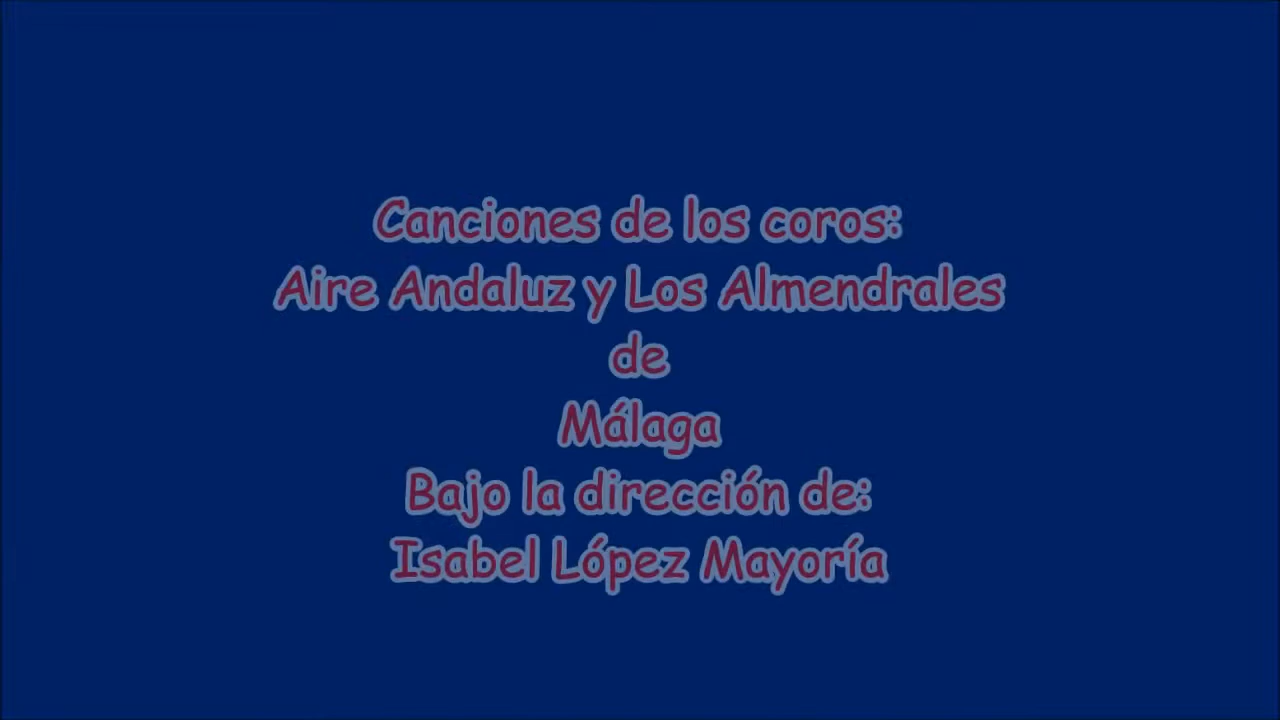 Canciones de los coros:
Aire Andaluz y Los Almendrales
de
Málaga
Bajo la dirección de:
Isabel López Mayoría